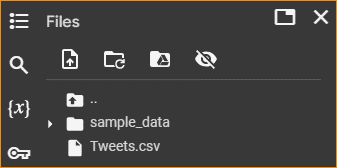 Files
{x}
..
sample_data
Tweets.csv